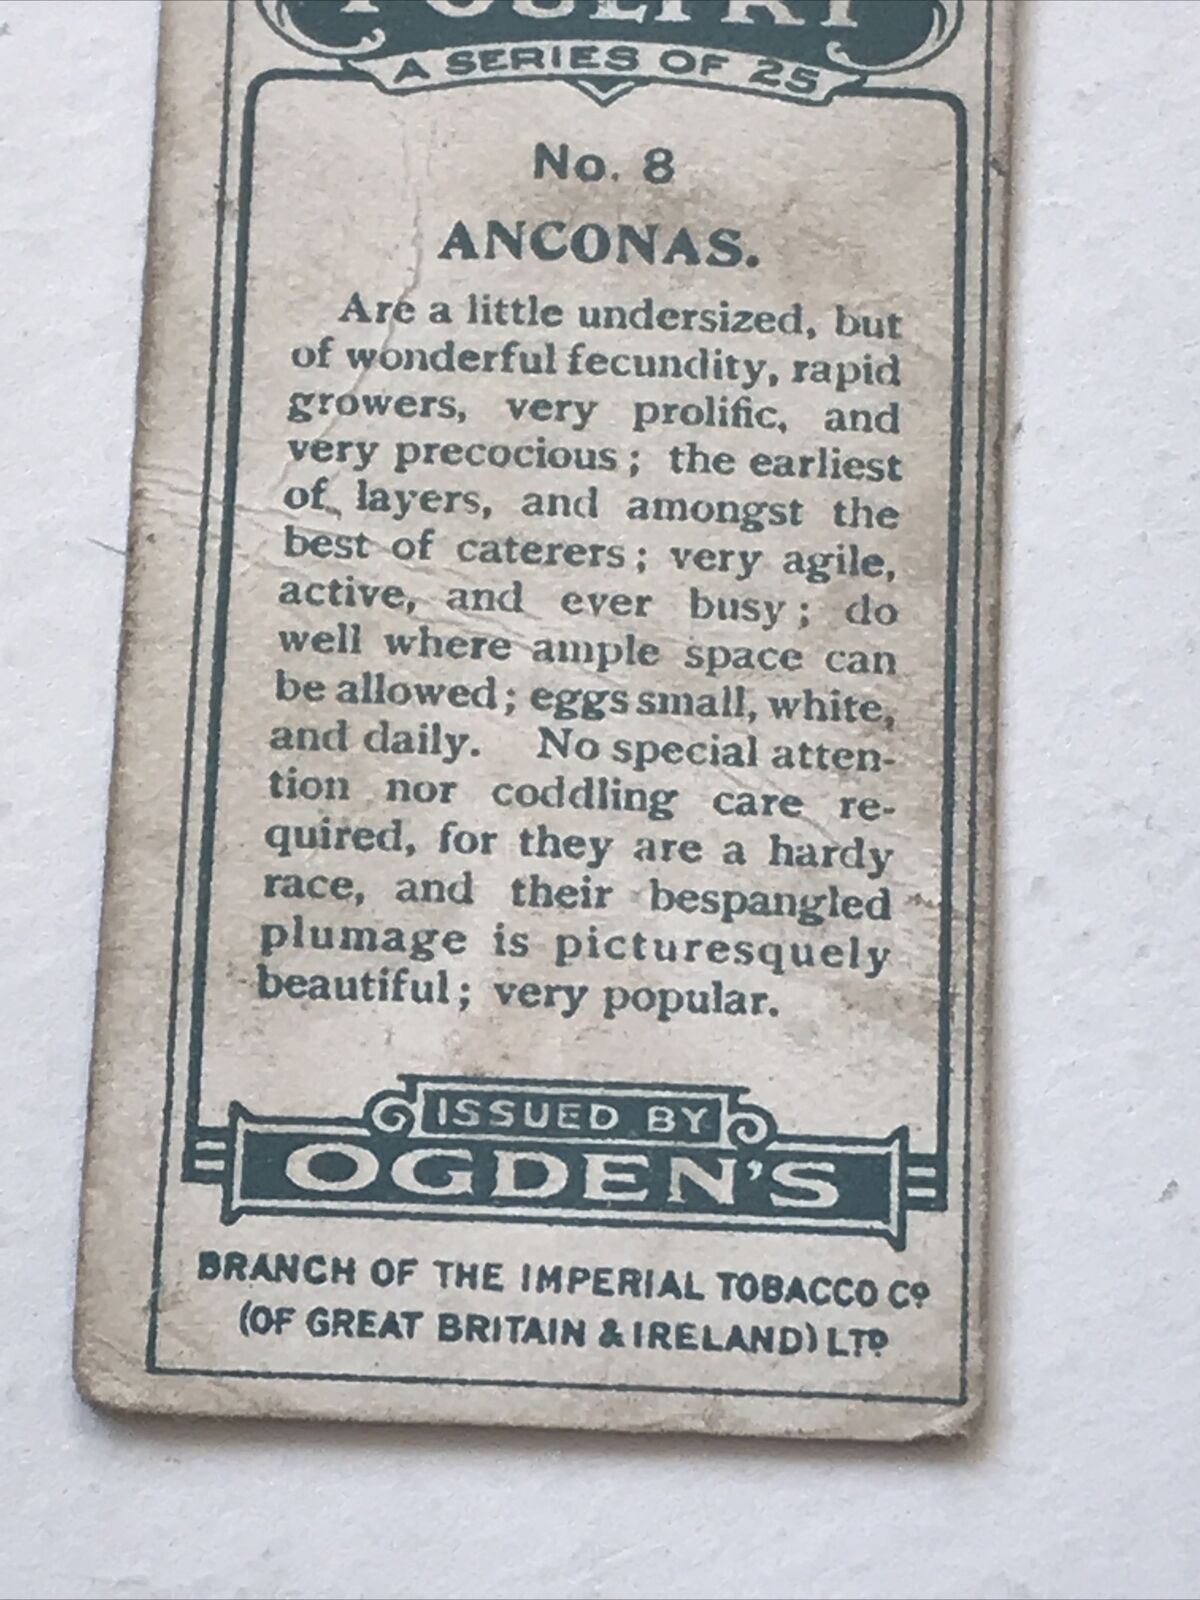 POULTRY
A SERIES OF 25
No. 8
ANCONAS.
Are a little undersized, but
of wonderful fecundity, rapid
growers, very prolific, and
very precocious; the earliest
of layers, and amongst the
best of caterers; very agile,
active, and ever busy; do
well where ample space can
be allowed; eggs small, white,
and daily. No special atten-
tion nor coddling care re-
quired, for they are a hardy
race, and their bespangled
plumage is picturesquely
beautiful; very popular.
ISSUED BY
OGDEN'S
BRANCH OF THE IMPERIAL TOBACCO Co
(OF GREAT BRITAIN & IRELAND) LTD